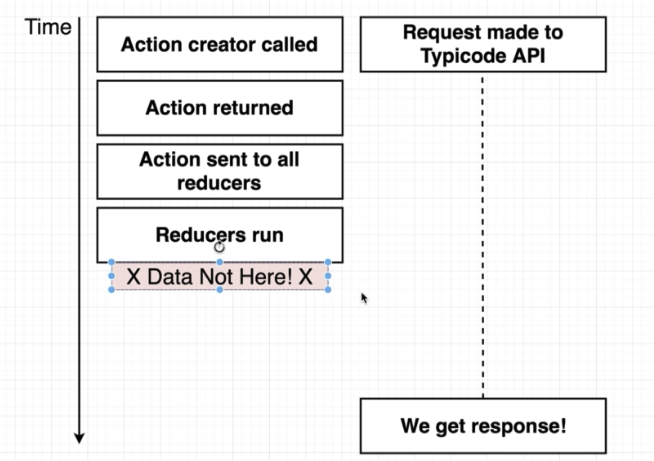 Time
Action creator called
Request made to
Typicode API
Action returned
Action sent to all
reducers
Reducers run
X Data Not Here! X
We get response!